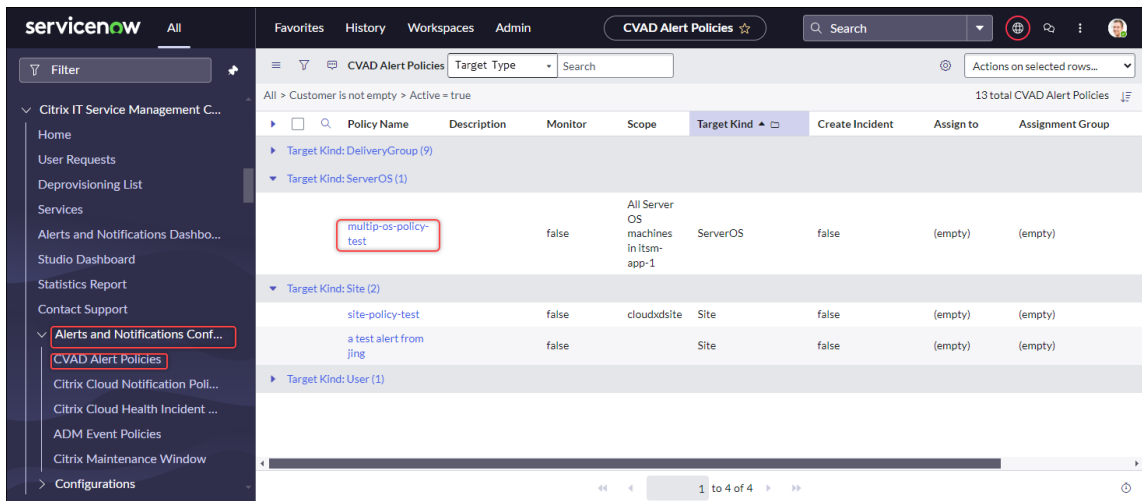 servicenow All Favorites History Workspaces Admin CVAD Alert Policies Search
Filter
CVAD Alert Policies Target Type Search Actions on selected rows...
All > Customer is not empty > Active = true 13 total CVAD Alert Policies
Citrix IT Service Management C...
Home
User Requests
Deprovisioning List
Services
Alerts and Notifications Dashbo...
Studio Dashboard
Statistics Report
Contact Support
Alerts and Notifications Conf...
CVAD Alert Policies
Citrix Cloud Notification Poli...
Citrix Cloud Health Incident ...
ADM Event Policies
Citrix Maintenance Window
Configurations
Policy Name Description Monitor Scope Target Kind Create Incident Assign to Assignment Group
Target Kind: DeliveryGroup (9)
Target Kind: ServerOS (1)
multip-os-policy-
test
false
All Server
OS
machines
in itsm-
app-1
ServerOS false (empty) (empty)
Target Kind: Site (2)
site-policy-test false cloudxdsite Site false (empty) (empty)
a test alert from
jing
false Site false (empty) (empty)
Target Kind: User (1)
1 to 4 of 4